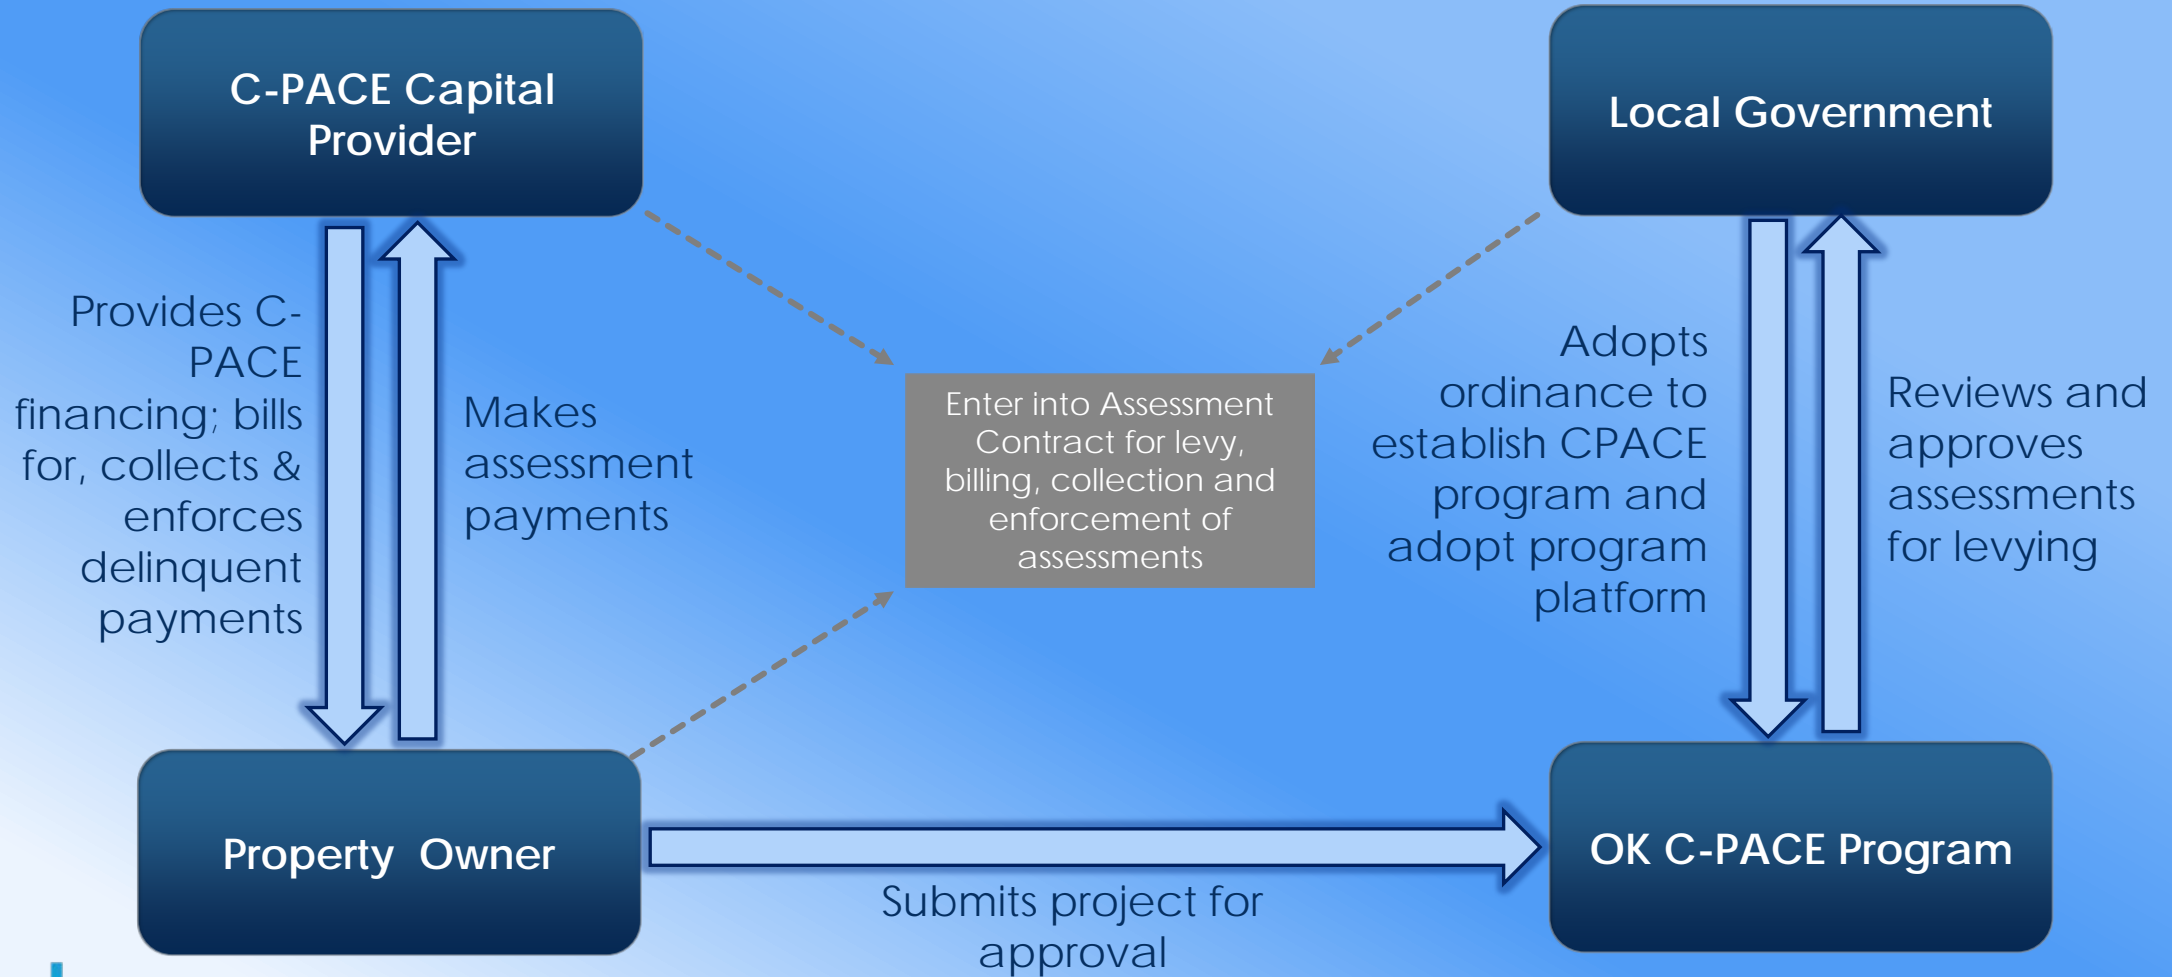 C-PACE Capital
Provider
Local Government
Provides C-
PACE
financing; bills
for, collects &
enforces
delinquent
payments
Makes
assessment
payments
Enter into Assessment
Contract for levy,
billing, collection and
enforcement of
assessments
Adopts
ordinance to
establish CPACE
program and
adopt program
platform
Reviews and
approves
assessments
for levying
Property Owner
Submits project for
approval
OK C-PACE Program